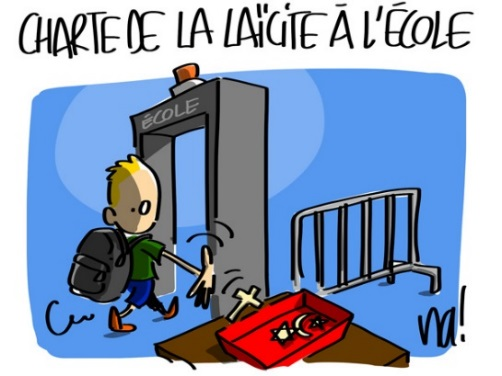 CHARTE DE LA LAÏCITE À L'ÉCOLE
ÉCOLE
na!